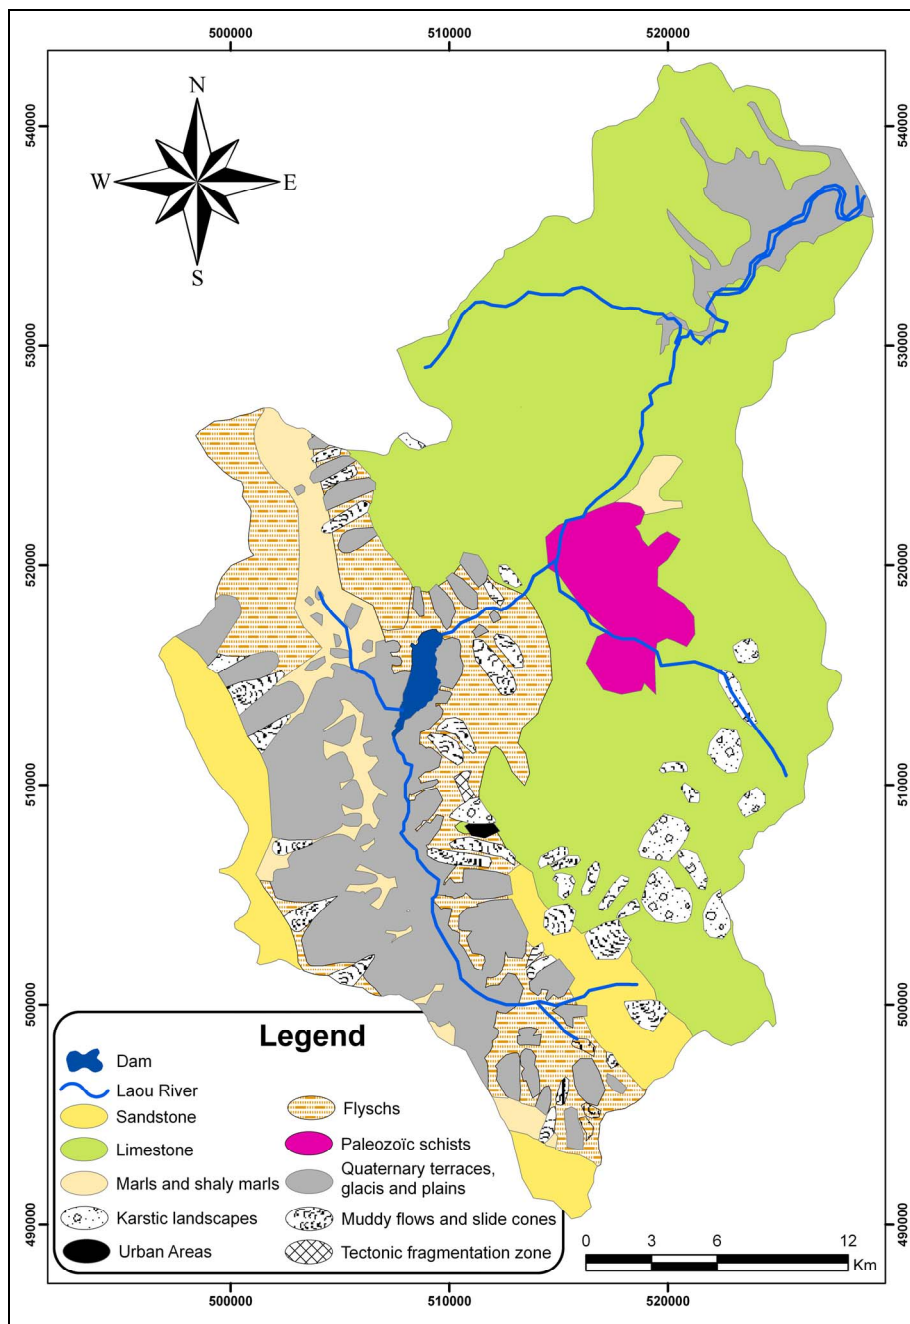 500000 510000 520000
N
W E
S
540000 540000
530000 530000
520000 520000
510000 510000
500000 500000
490000 490000
Legend
Dam
Laou River
Sandstone
Limestone
Marls and shaly marls
Karstic landscapes
Urban Areas
Flyschs
Paleozoïc schists
Quaternary terraces,
glacis and plains
Muddy flows and slide cones
Tectonic fragmentation zone
0 3 6 12
Km
500000 510000 520000